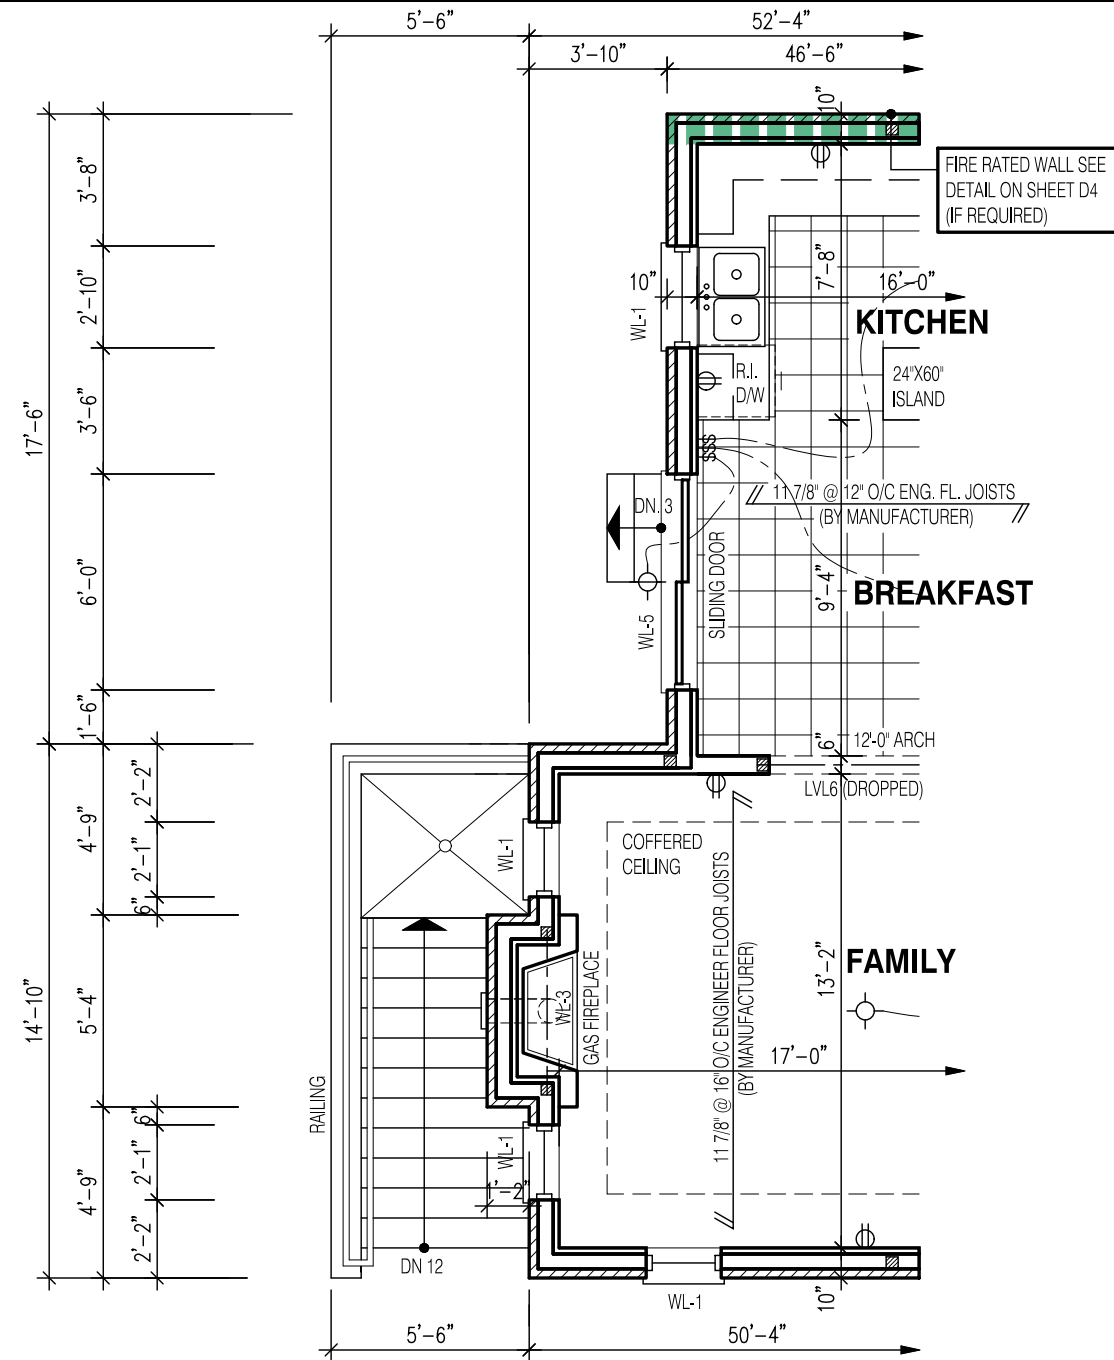 5'-6"
52'-4"
3'-10"
46'-6"
10"
FIRE RATED WALL SEE
DETAIL ON SHEET D4
(IF REQUIRED)
3'-8"
7'-8"
2'-10"
10"
16'-0"
WL-1
KITCHEN
R.I.
D/W
24"X60"
ISLAND
17'-6"
3'-6"
SSS
11 7/8" @ 12" O/C ENG. FL. JOISTS
(BY MANUFACTURER)
DN. 3
6'-0"
SLIDING DOOR
9'-4"
BREAKFAST
WL-5
1'-6"
6"
12'-0" ARCH
LVL6 (DROPPED)
2'-2"
4'-9"
2'-1"
6"
WL-1
COFFERED
CEILING
11 7/8" @ 16" O/C ENGINEER FLOOR JOISTS
(BY MANUFACTURER)
FAMILY
13'-2"
14'-10"
5'-4"
WL-3
GAS FIREPLACE
17'-0"
RAILING
6"
2'-1"
4'-9"
2'-2"
WL-1
1'-2"
DN 12
WL-1
10"
5'-6"
50'-4"